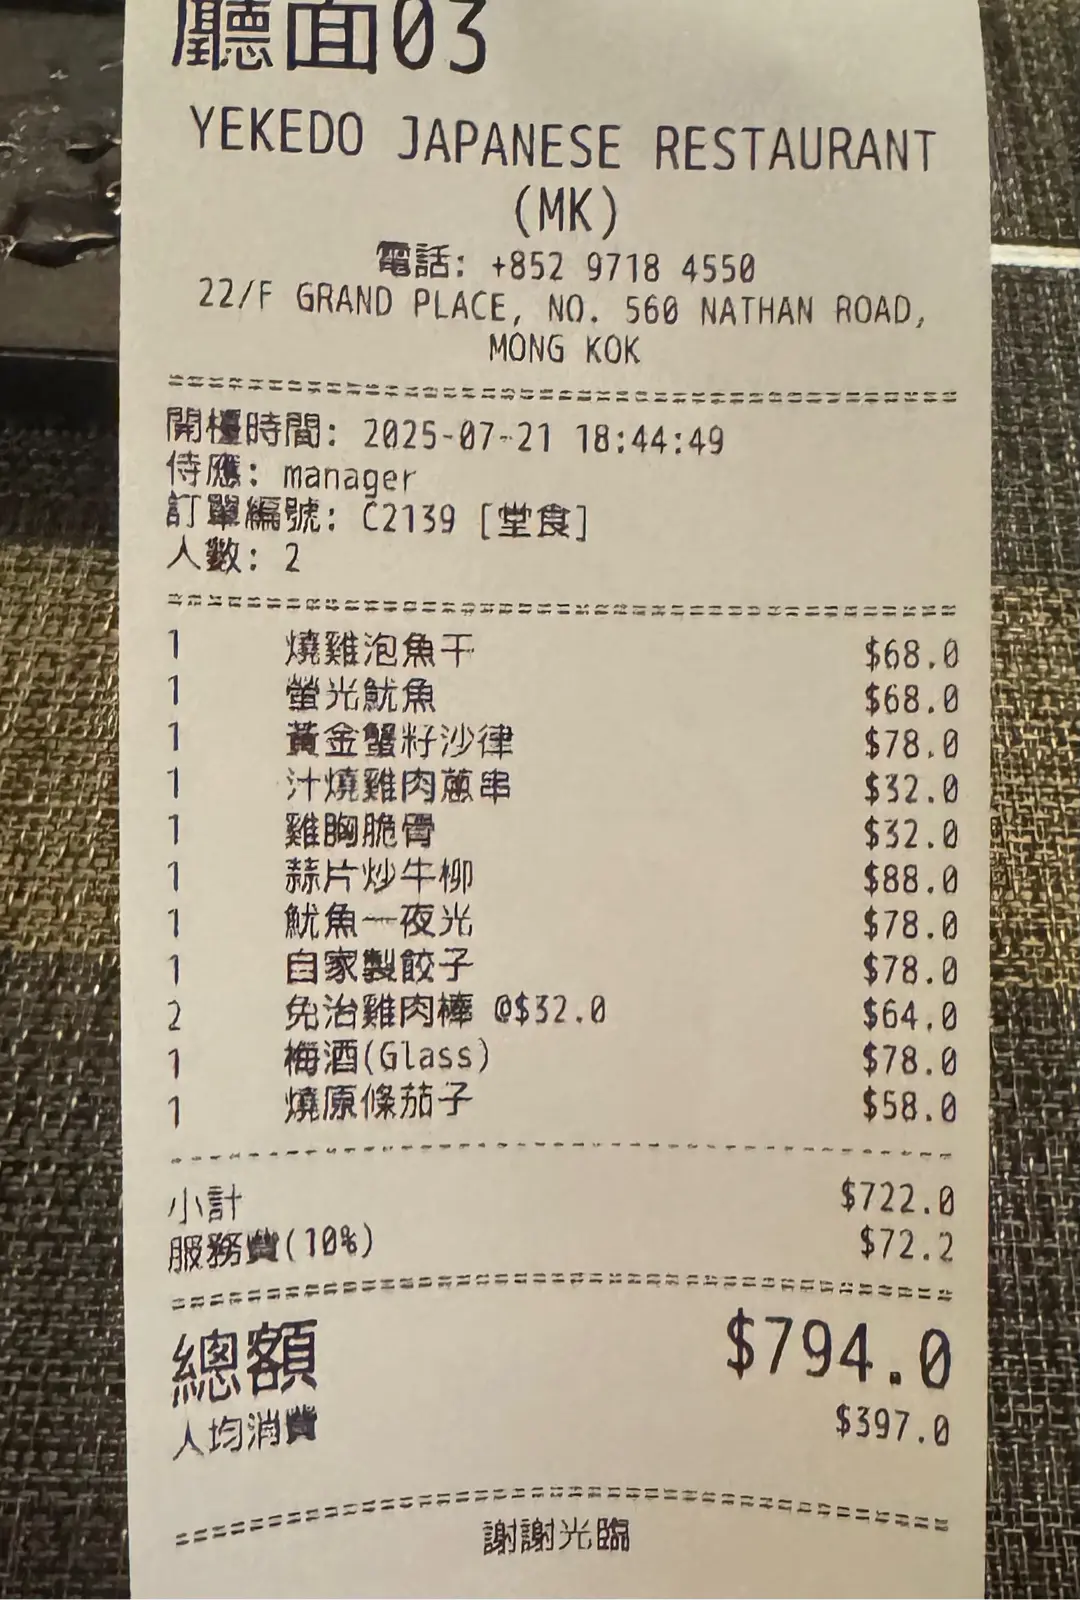 廳面03
YEKEDO JAPANESE RESTAURANT
(MK)
電話: +852 9718 4550
22/F GRAND PLACE, NO. 560 NATHAN ROAD,
MONG KOK
開檯時間: 2025-07-21 18:44:49
侍應: manager
訂單編號: C2139 [堂食]
人數: 2
1 燒雞泡魚干 $68.0
1 螢光魷魚 $68.0
1 黃金蟹籽沙律 $78.0
1 汁燒雞肉蔥串 $32.0
1 雞胸脆骨 $32.0
1 蒜片炒牛柳 $88.0
1 魷魚一夜光 $78.0
1 自家製餃子 $78.0
2 免治雞肉棒 @$32.0 $64.0
1 梅酒(Glass) $78.0
1 燒原條茄子 $58.0
小計 $722.0
服務費(10%) $72.2
總額 $794.0
人均消費 $397.0
謝謝光臨